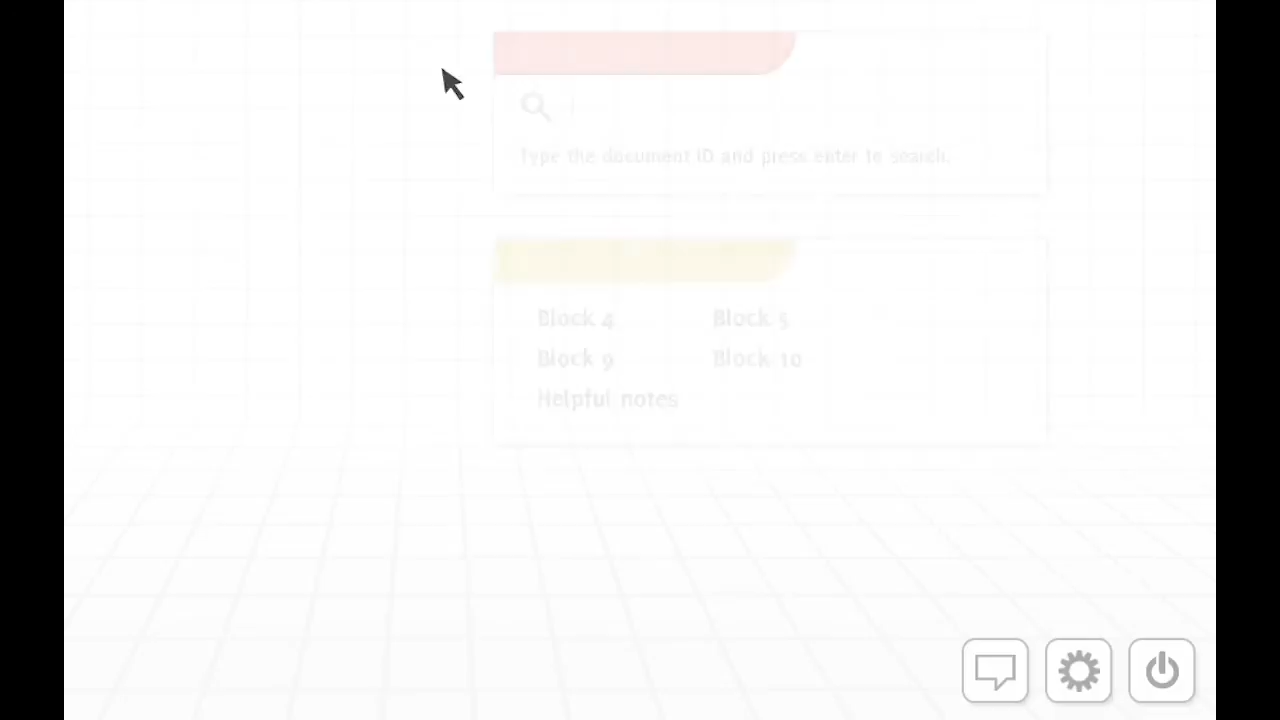 Type the document ID and press enter to search.
Block 4 Block 5
Block 9 Block 10
Helpful notes